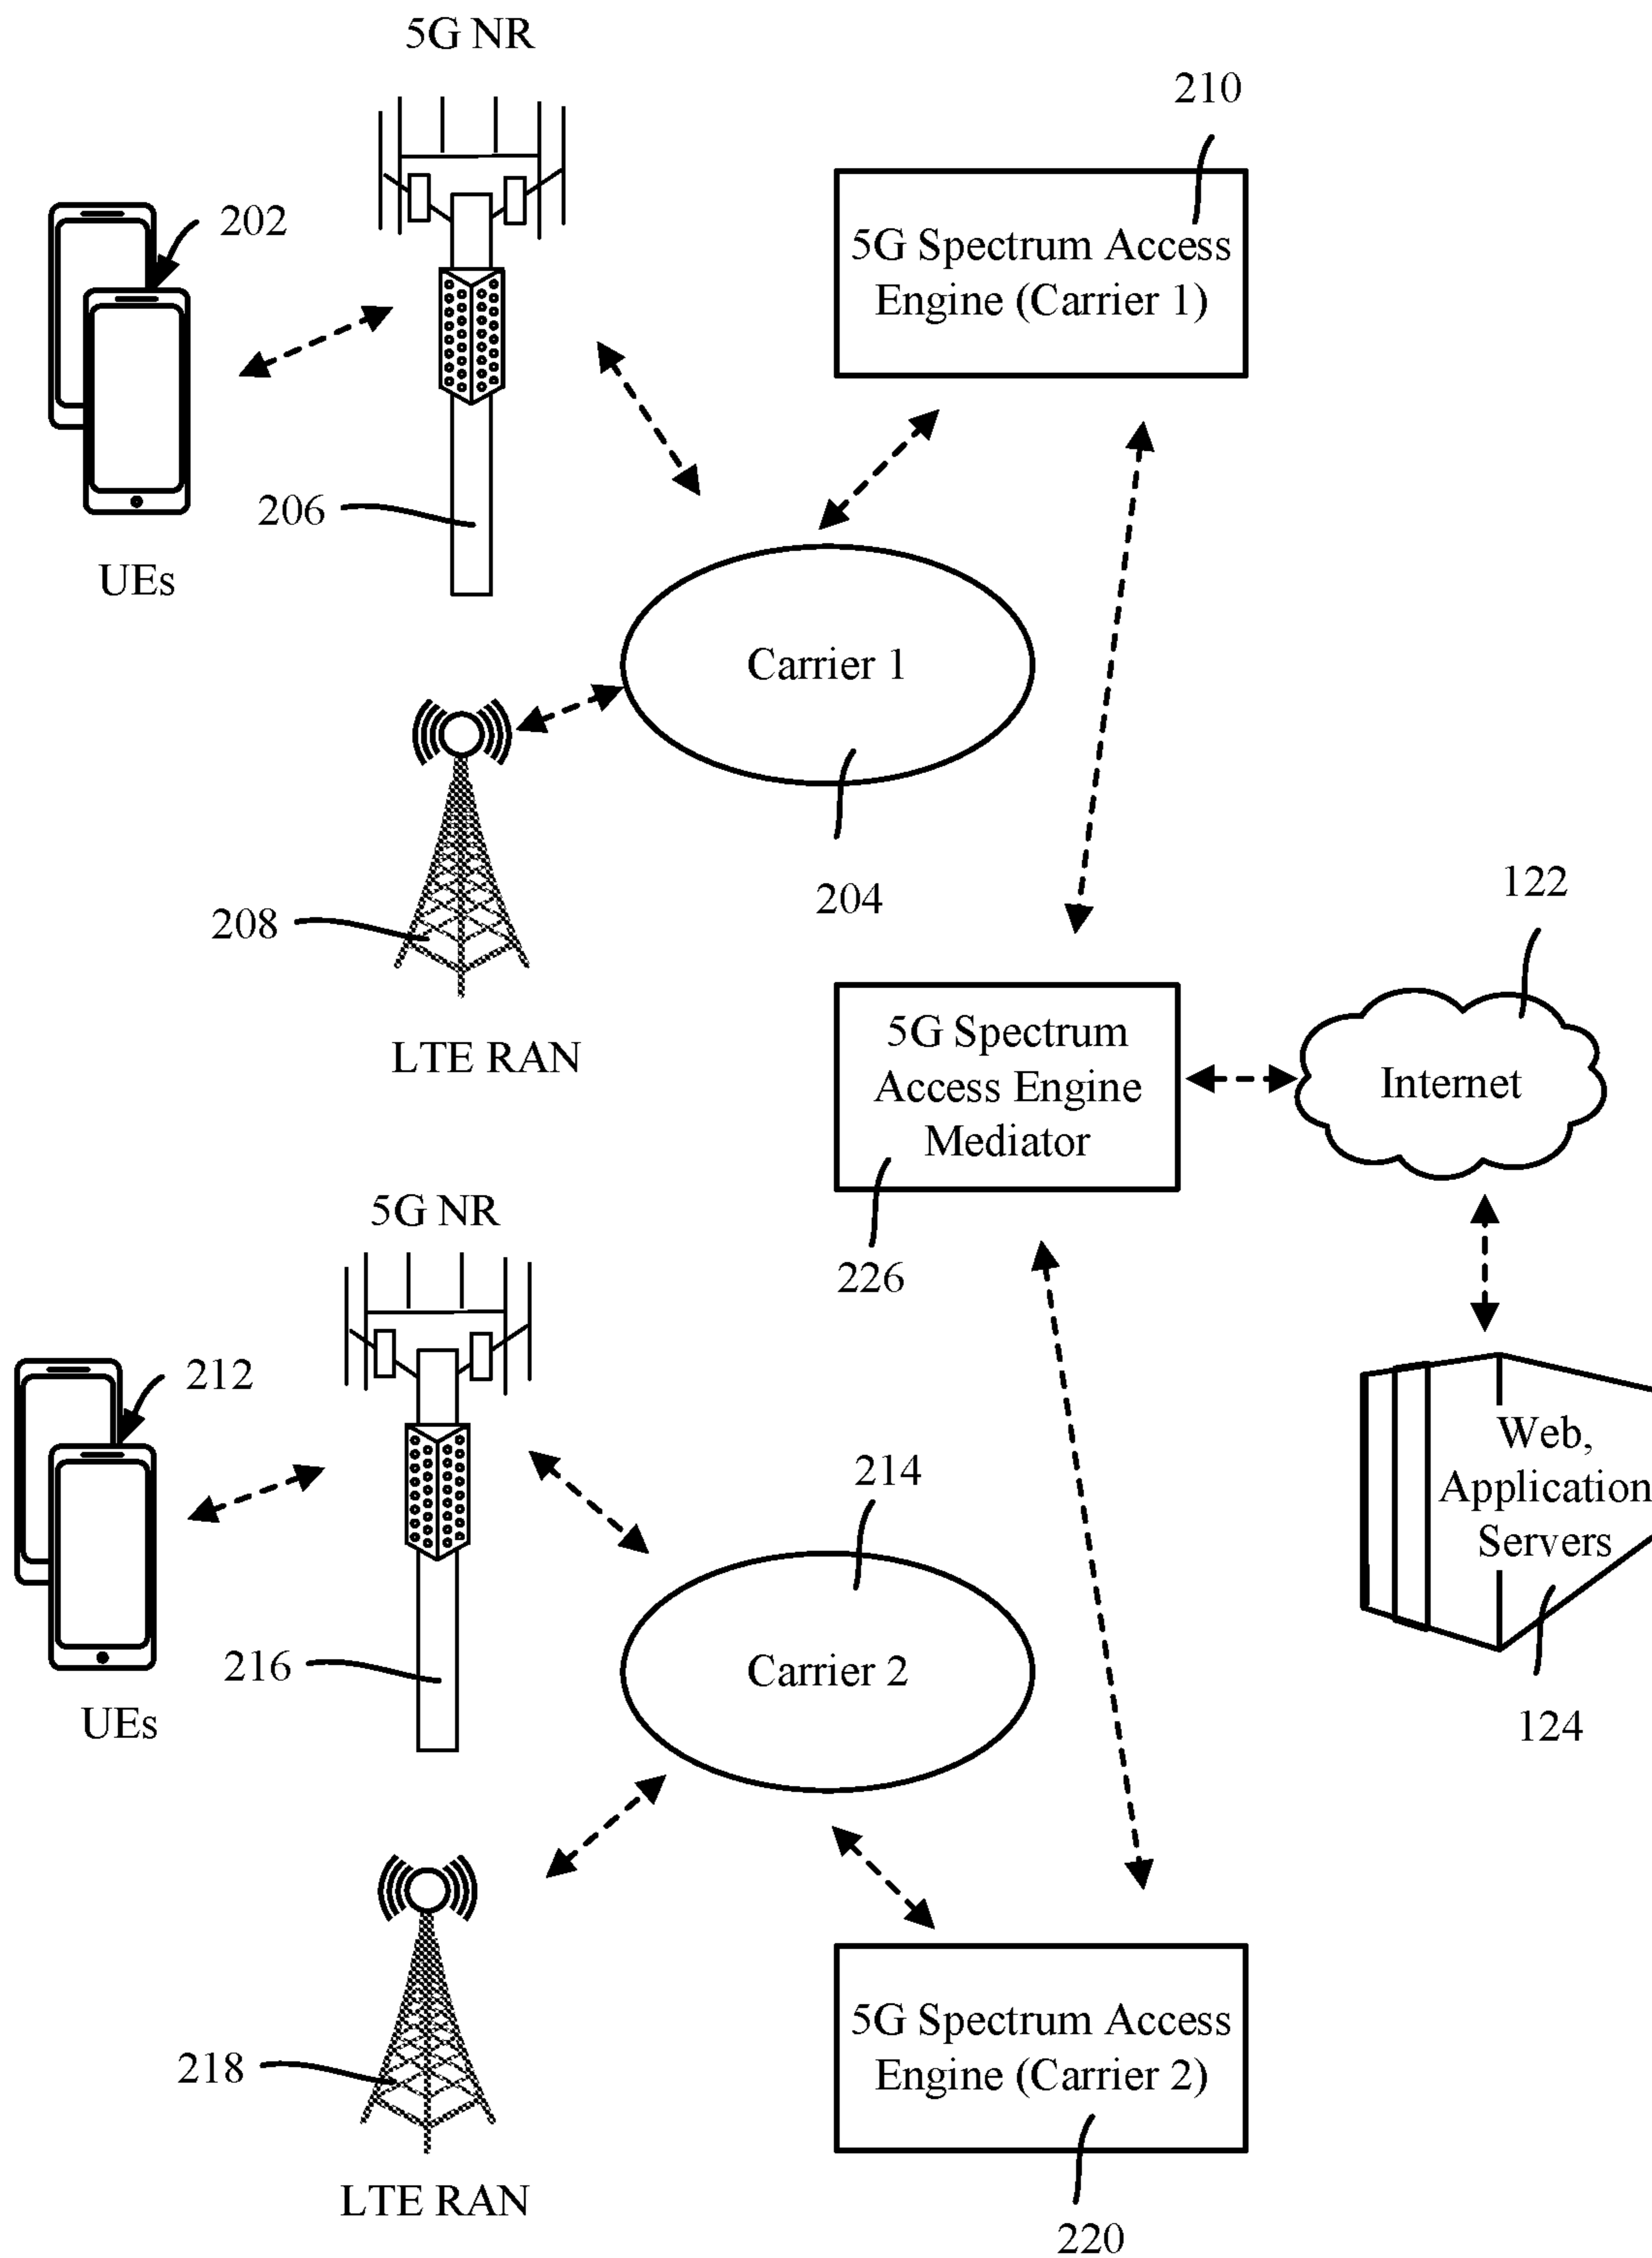 5G NR
210
202
5G Spectrum Access
Engine (Carrier 1)
206
UEs
Carrier 1
204
208
122
LTE RAN
5G Spectrum
Access Engine
Mediator
Internet
226
5G NR
212
214
Web,
Application
Servers
216
Carrier 2
UEs
124
218
5G Spectrum Access
Engine (Carrier 2)
LTE RAN
220